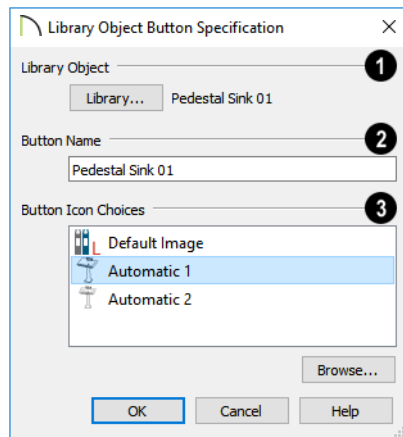 Library Object Button Specification
Library Object 1
Library... Pedestal Sink 01
Button Name 2
Pedestal Sink 01
Button Icon Choices 3
L Default Image
Automatic 1
Automatic 2
Browse...
OK Cancel Help